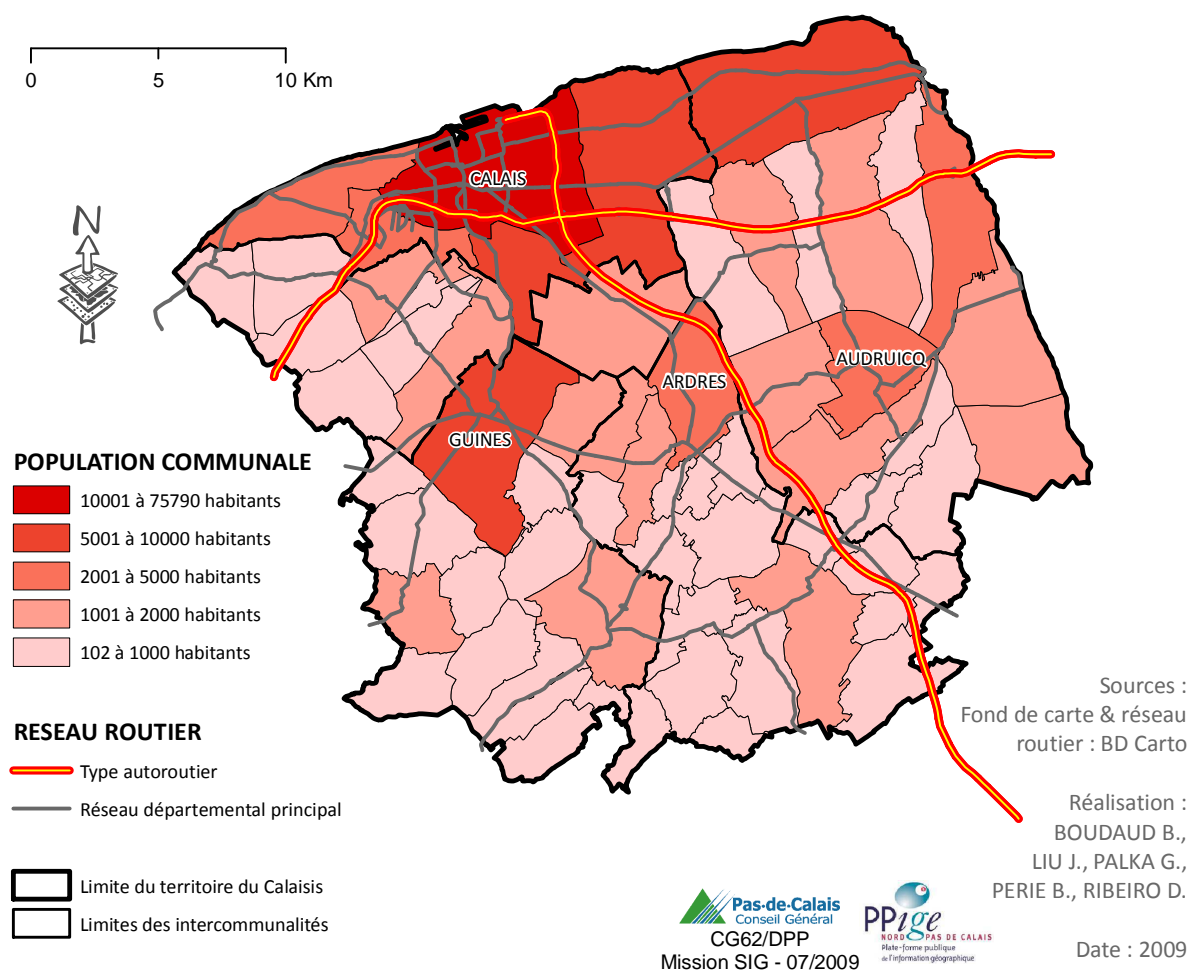 0 5 10 Km
N
CALAIS
AUDRUICQ
ARDRES
GUINES
POPULATION COMMUNALE
10001 à 75790 habitants
5001 à 10000 habitants
2001 à 5000 habitants
1001 à 2000 habitants
102 à 1000 habitants
RESEAU ROUTIER
Type autoroutier
Réseau départemental principal
Limite du territoire du Calaisis
Limites des intercommunalités
Sources :
Fond de carte & réseau
routier : BD Carto
Réalisation :
BOUDAUD B.,
LIU J., PALKA G.,
PERIE B., RIBEIRO D.
Date : 2009
Pas-de-Calais
Conseil Général
CG62/DPP
Mission SIG - 07/2009
PPige
NORD PAS DE CALAIS
Plate-forme publique
de l'information géographique